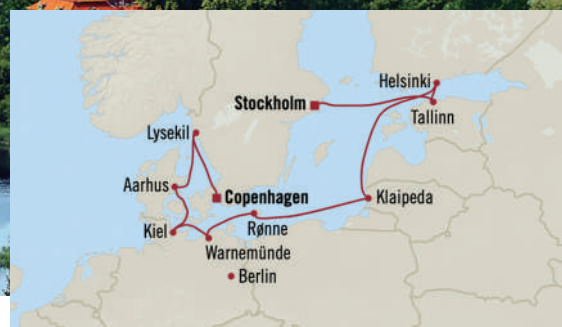 Helsinki
Stockholm
Tallinn
Lysekil
Aarhus
Copenhagen
Klaipeda
Kiel
Rønne
Warnemünde
Berlin